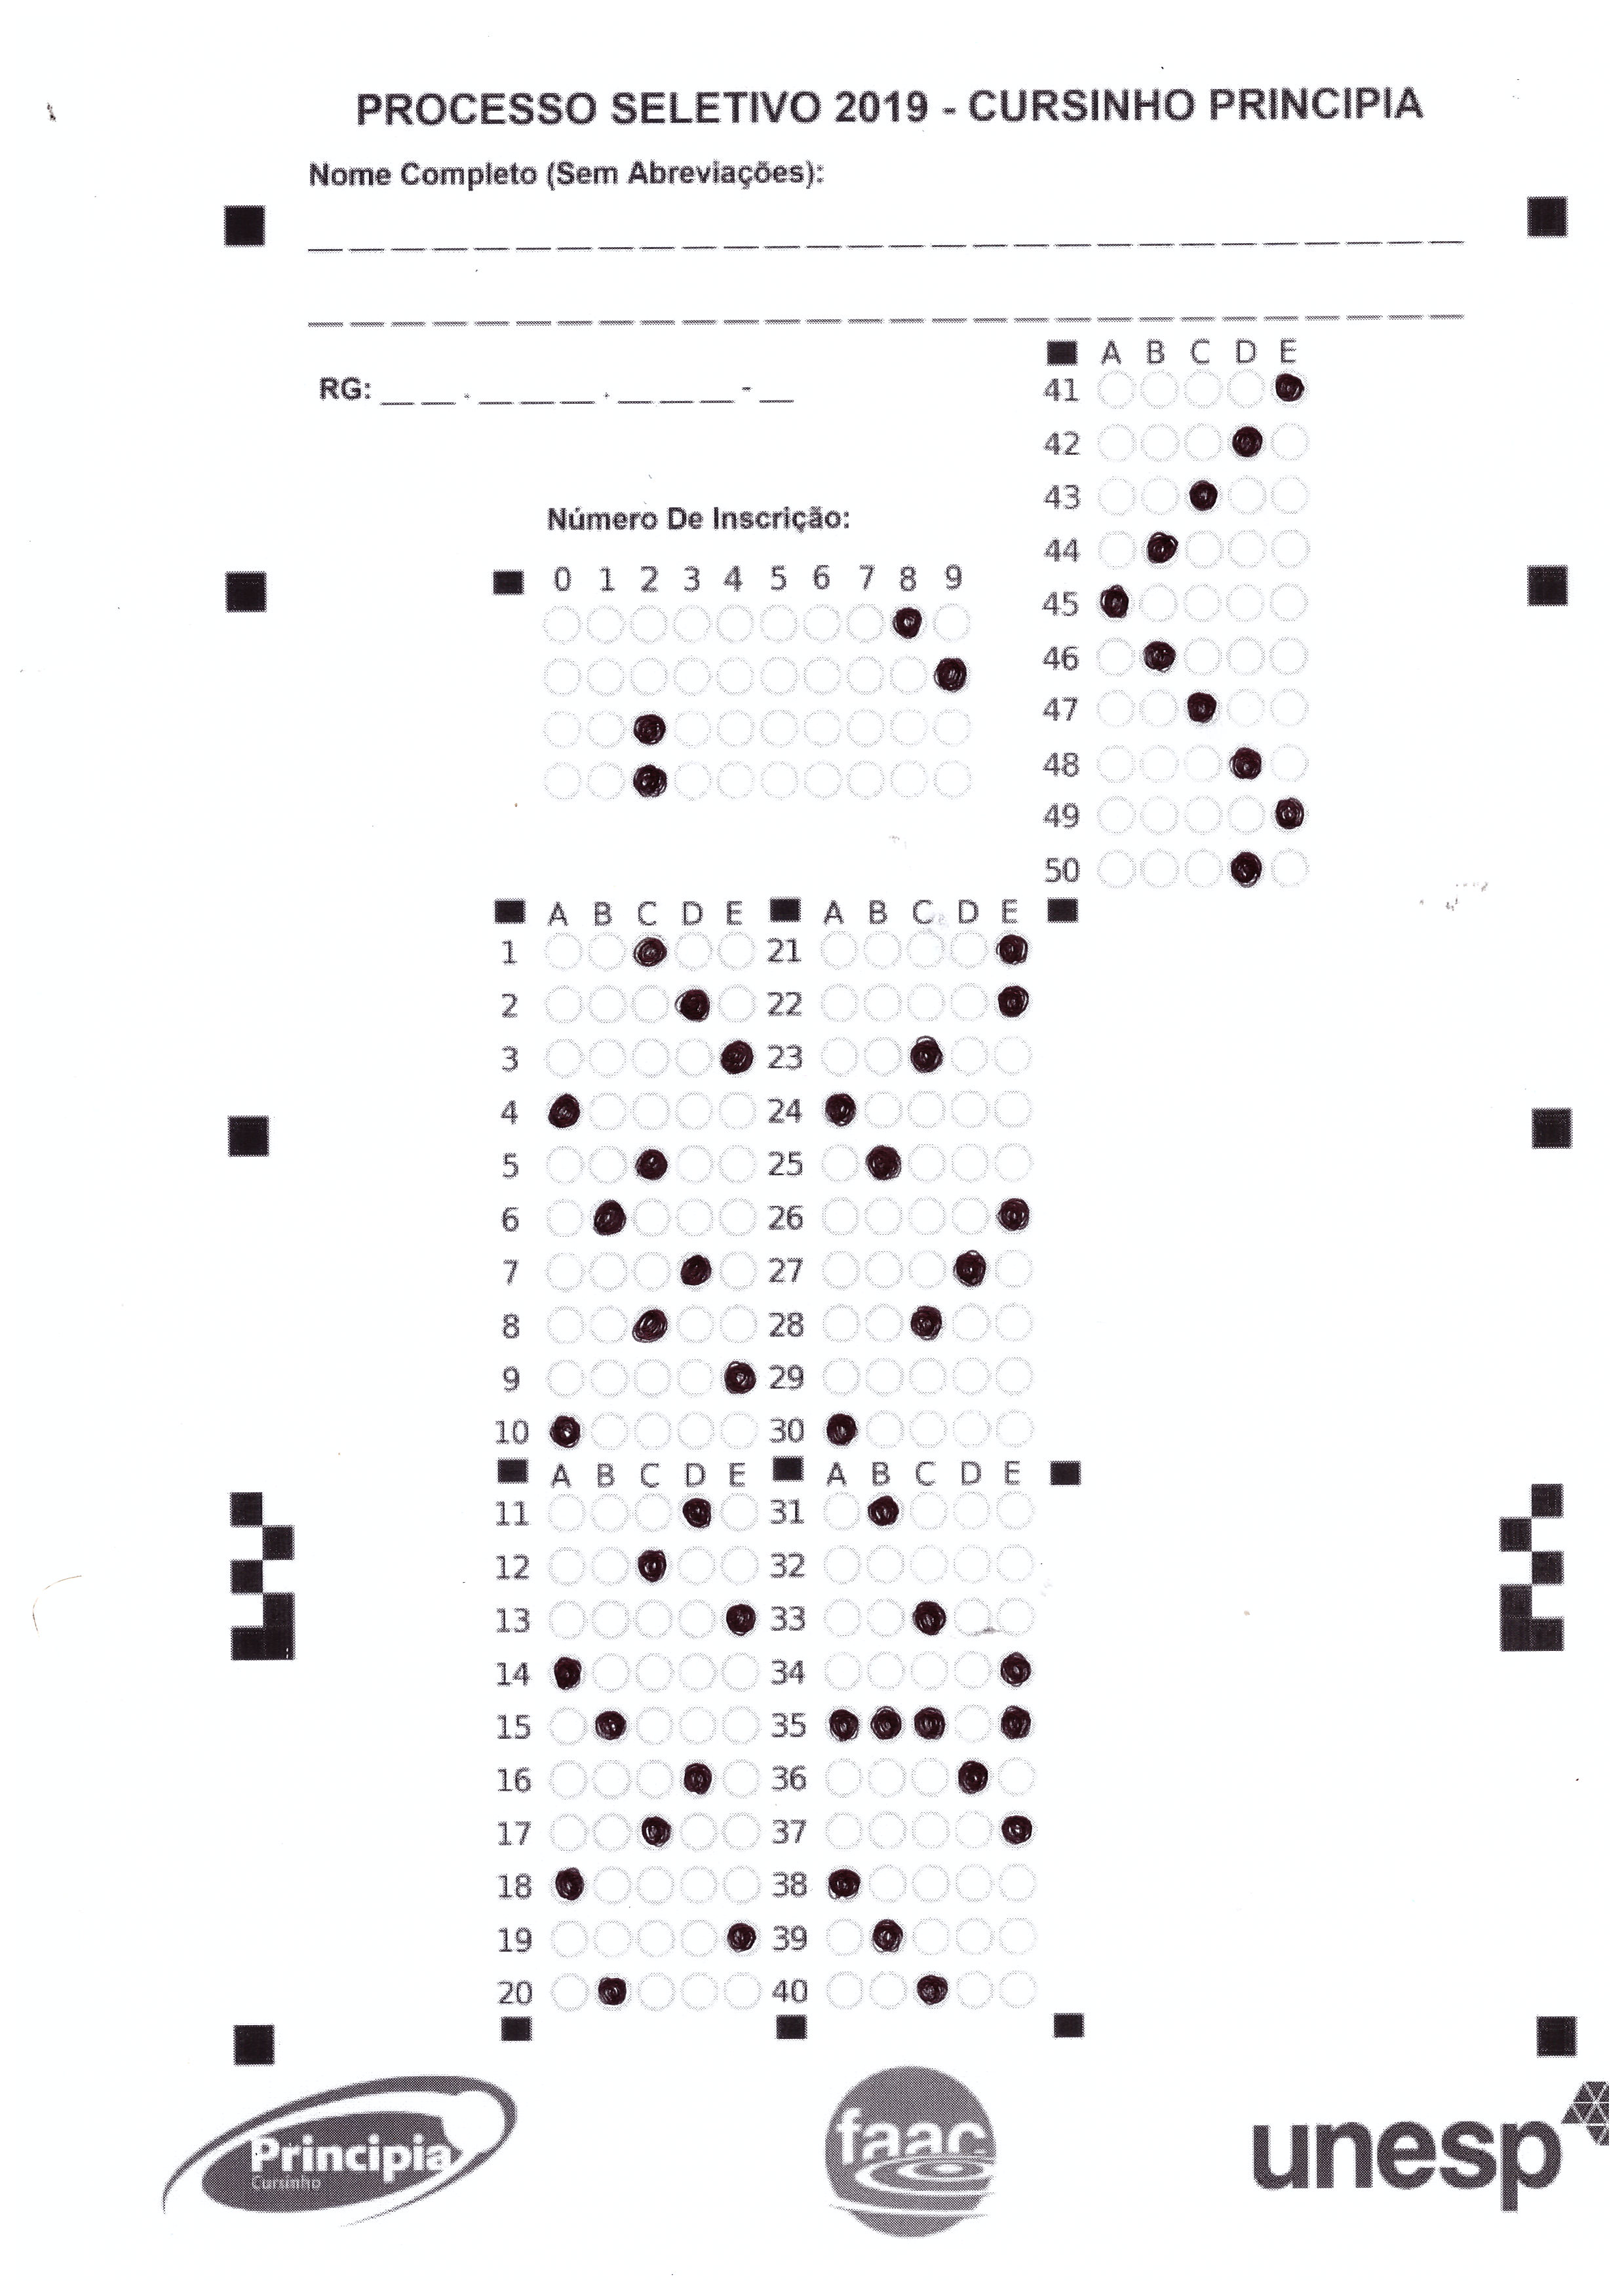 PROCESSO SELETIVO 2019 - CURSINHO PRINCIPIA
Nome Completo (Sem Abreviações):
RG: __ __ . __ __ __ . __ __ __ - __
A B C D E
41
42
43
44
45
46
47
48
49
50
Número De Inscrição:
0 1 2 3 4 5 6 7 8 9
A B C D E A B C D E
1 21
2 22
3 23
4 24
5 25
6 26
7 27
8 28
9 29
10 30
A B C D E A B C D E
11 31
12 32
13 33
14 34
15 35
16 36
17 37
18 38
19 39
20 40
Principia
Cursinho
faac
unesp